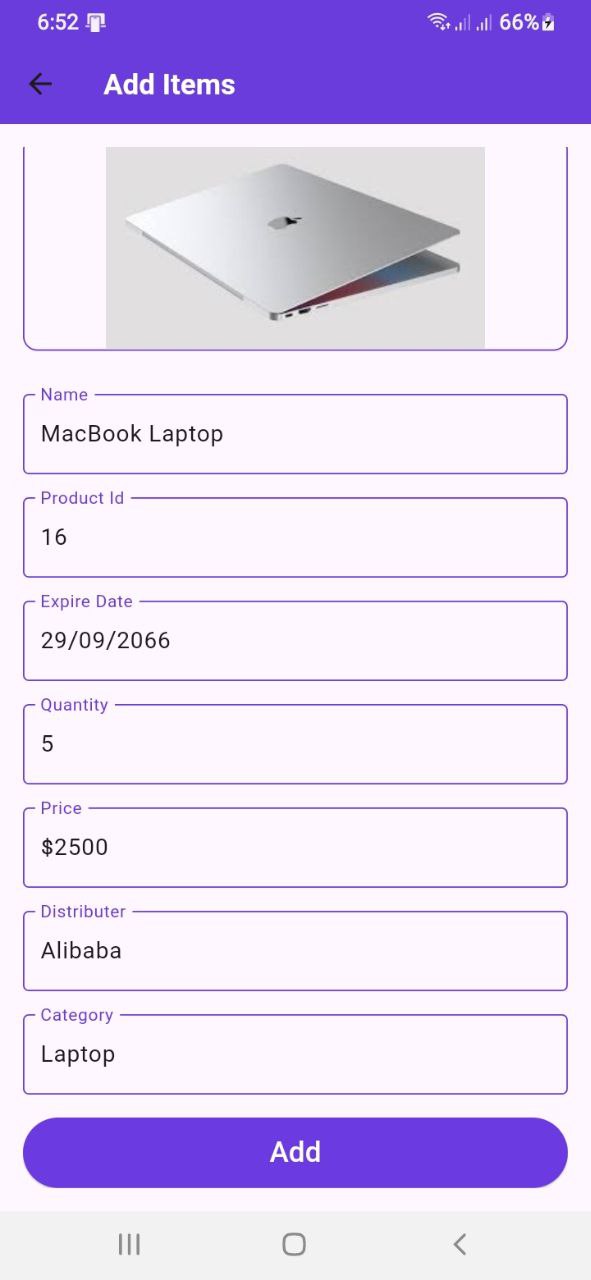 6:52 66%
Add Items
Name
MacBook Laptop
Product Id
16
Expire Date
29/09/2066
Quantity
5
Price
$2500
Distributer
Alibaba
Category
Laptop
Add